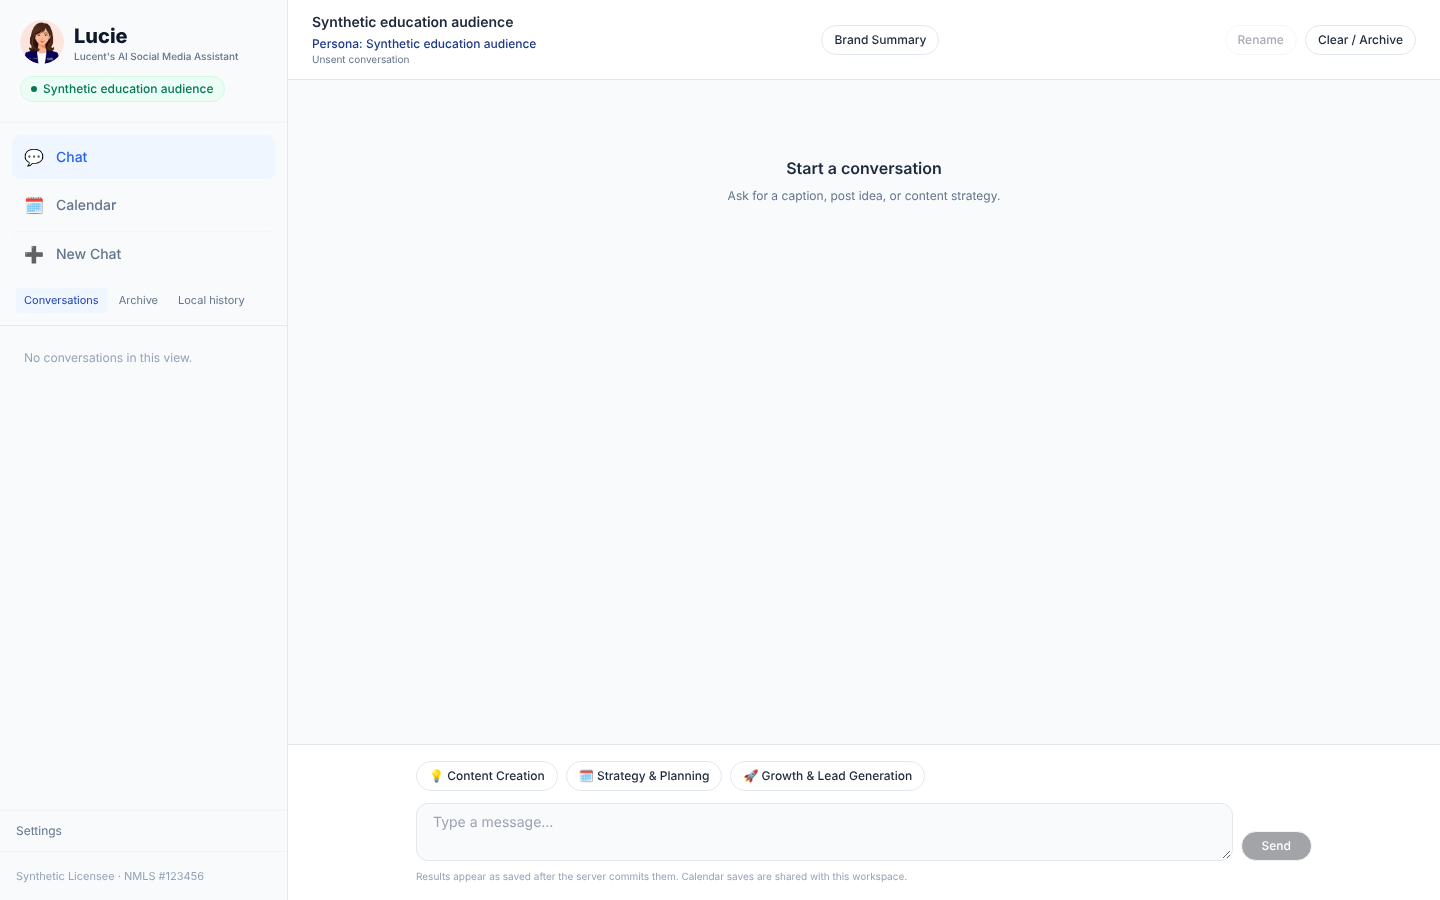 Lucie
Lucent's AI Social Media Assistant
Synthetic education audience
Chat
Calendar
New Chat
Conversations Archive Local history
No conversations in this view.
Settings
Synthetic Licensee · NMLS #123456
Synthetic education audience
Persona: Synthetic education audience
Unsent conversation
Brand Summary
Rename Clear / Archive
Start a conversation
Ask for a caption, post idea, or content strategy.
Content Creation Strategy & Planning Growth & Lead Generation
Type a message...
Send
Results appear as saved after the server commits them. Calendar saves are shared with this workspace.